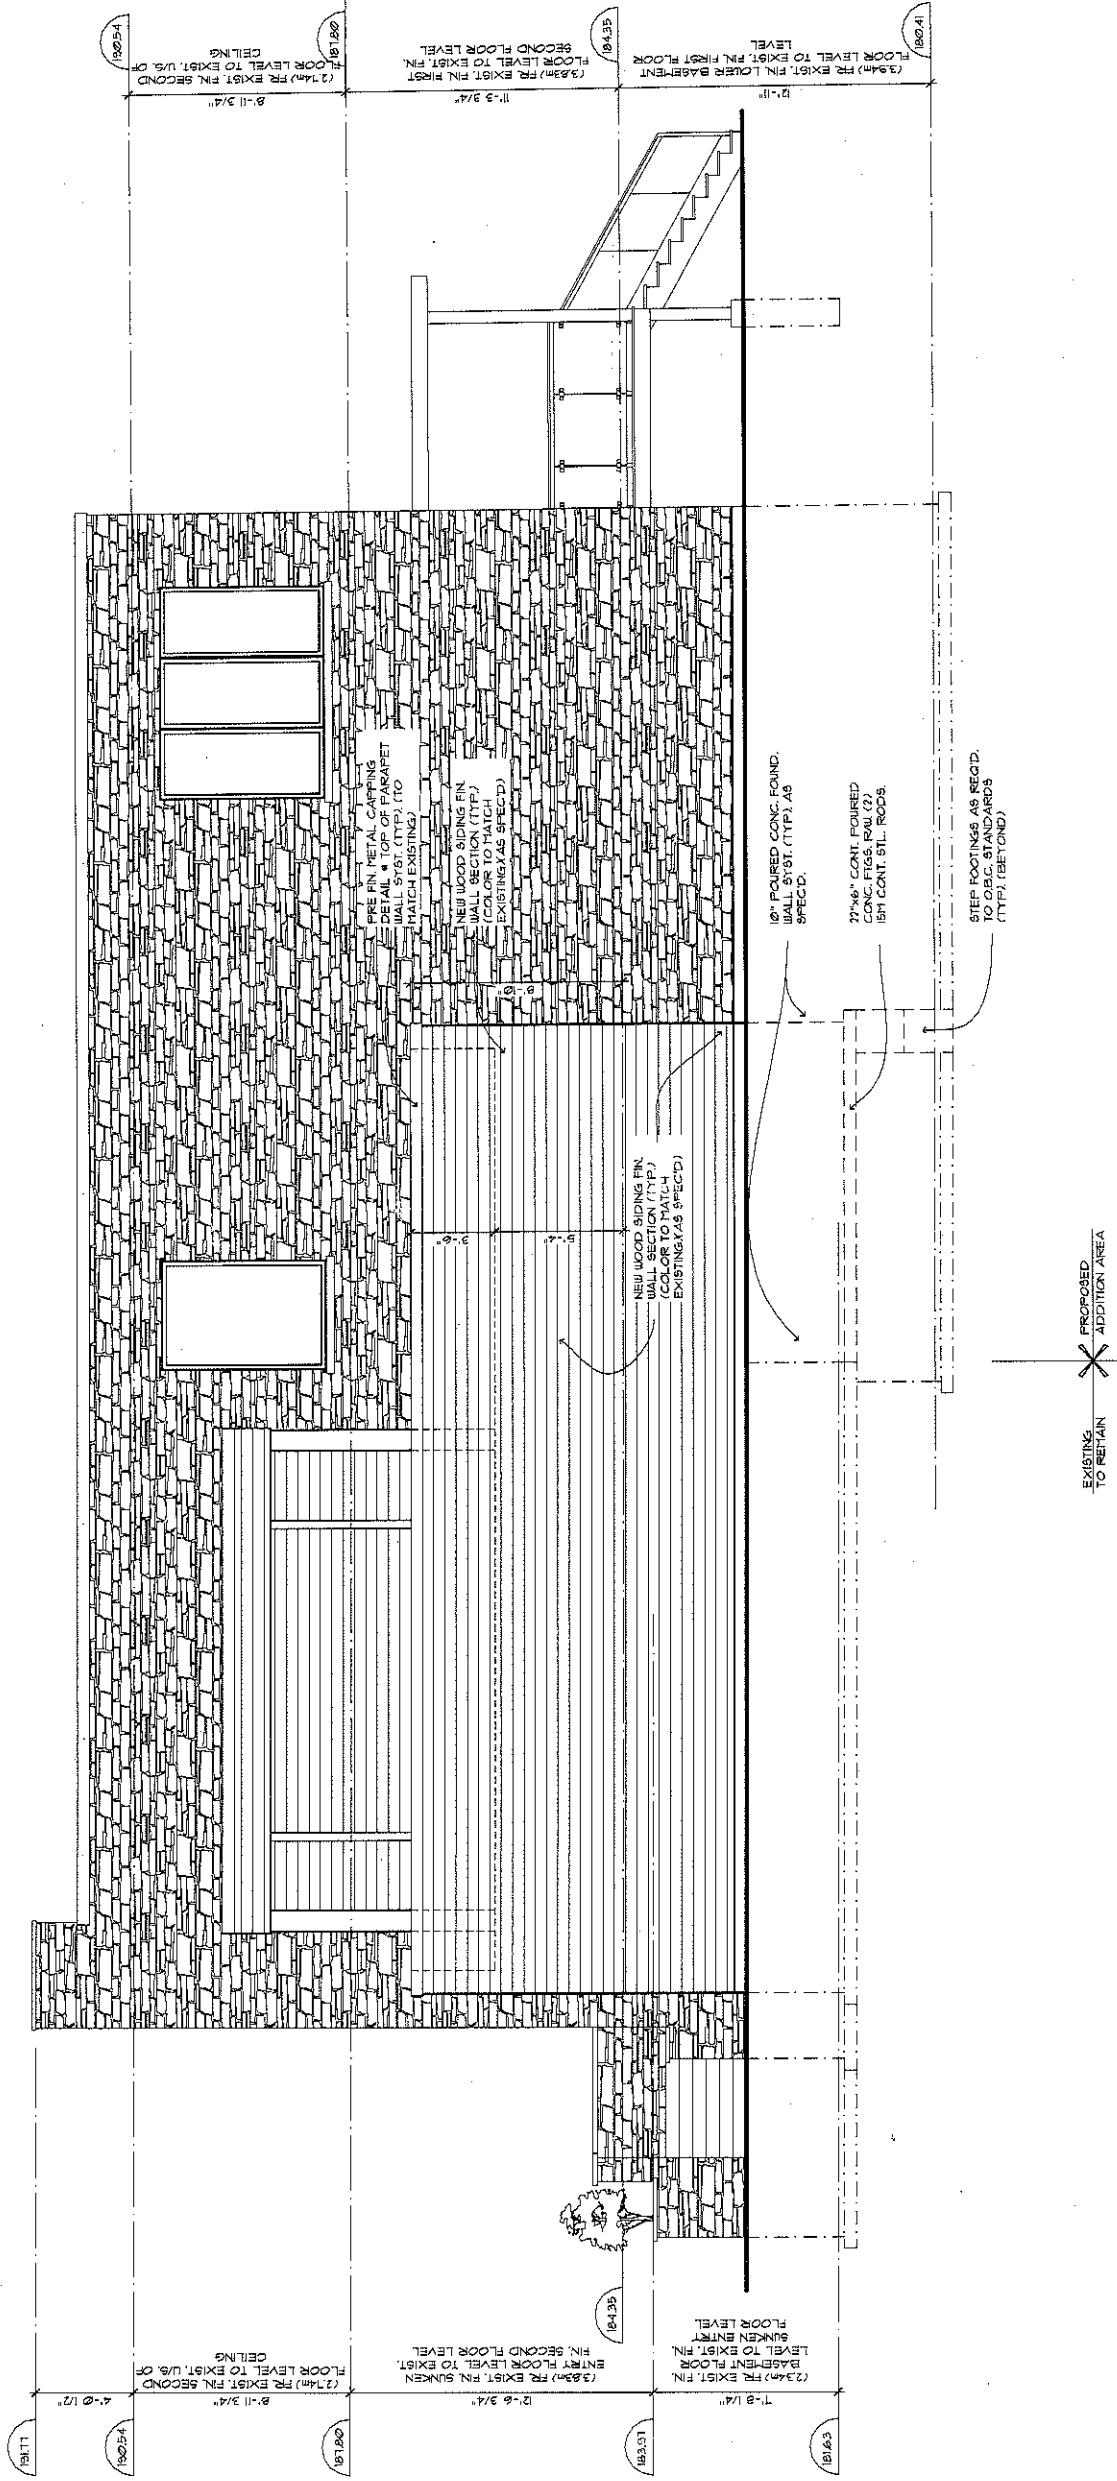 190.54
187.80
184.35
180.41
8'-11 3/4"
(2.74m) FR. EXIST. FIN. SECOND
FLOOR LEVEL TO EXIST. U/S. OF
CEILING
11'-3 3/4"
(3.83m) FR. EXIST. FIN. FIRST
FLOOR LEVEL TO EXIST. FIN.
SECOND FLOOR LEVEL
12'-11"
(3.94m) FR. EXIST. FIN. LOWER BASEMENT
FLOOR LEVEL TO EXIST. FIN. FIRST FLOOR
LEVEL
PRE FIN. METAL CAPPING
DETAIL @ TOP OF PARAPET
WALL SYST. (TYP.) (TO
MATCH EXISTING)
NEW WOOD SIDING FIN.
WALL SECTION (TYP.)
(COLOR TO MATCH
EXISTING)(AS SPEC'D)
8'-10"
3'-6"
5'-4"
NEW WOOD SIDING FIN.
WALL SECTION (TYP.)
(COLOR TO MATCH
EXISTING)(AS SPEC'D)
10" POURED CONC. FOUND.
WALL SYST. (TYP.) AS
SPEC'D.
22"x6" CONT. POURED
CONC. FTGS. R/W (2)
15M CONT. STL. RODS.
STEP FOOTINGS AS REQ'D.
TO O.B.C. STANDARDS
(TYP.) (BEYOND)
EXISTING
TO REMAIN
PROPOSED
ADDITION AREA
191.77
190.54
187.80
184.35
183.97
181.63
4'-0 1/2"
8'-11 3/4"
(2.74m) FR. EXIST. FIN. SECOND
FLOOR LEVEL TO EXIST. U/S. OF
CEILING
12'-6 3/4"
(3.83m) FR. EXIST. FIN. SUNKEN
ENTRY FLOOR LEVEL TO EXIST.
FIN. SECOND FLOOR LEVEL
7'-8 1/4"
(2.34m) FR. EXIST. FIN.
BASEMENT FLOOR
LEVEL TO EXIST. FIN.
SUNKEN ENTRY
FLOOR LEVEL